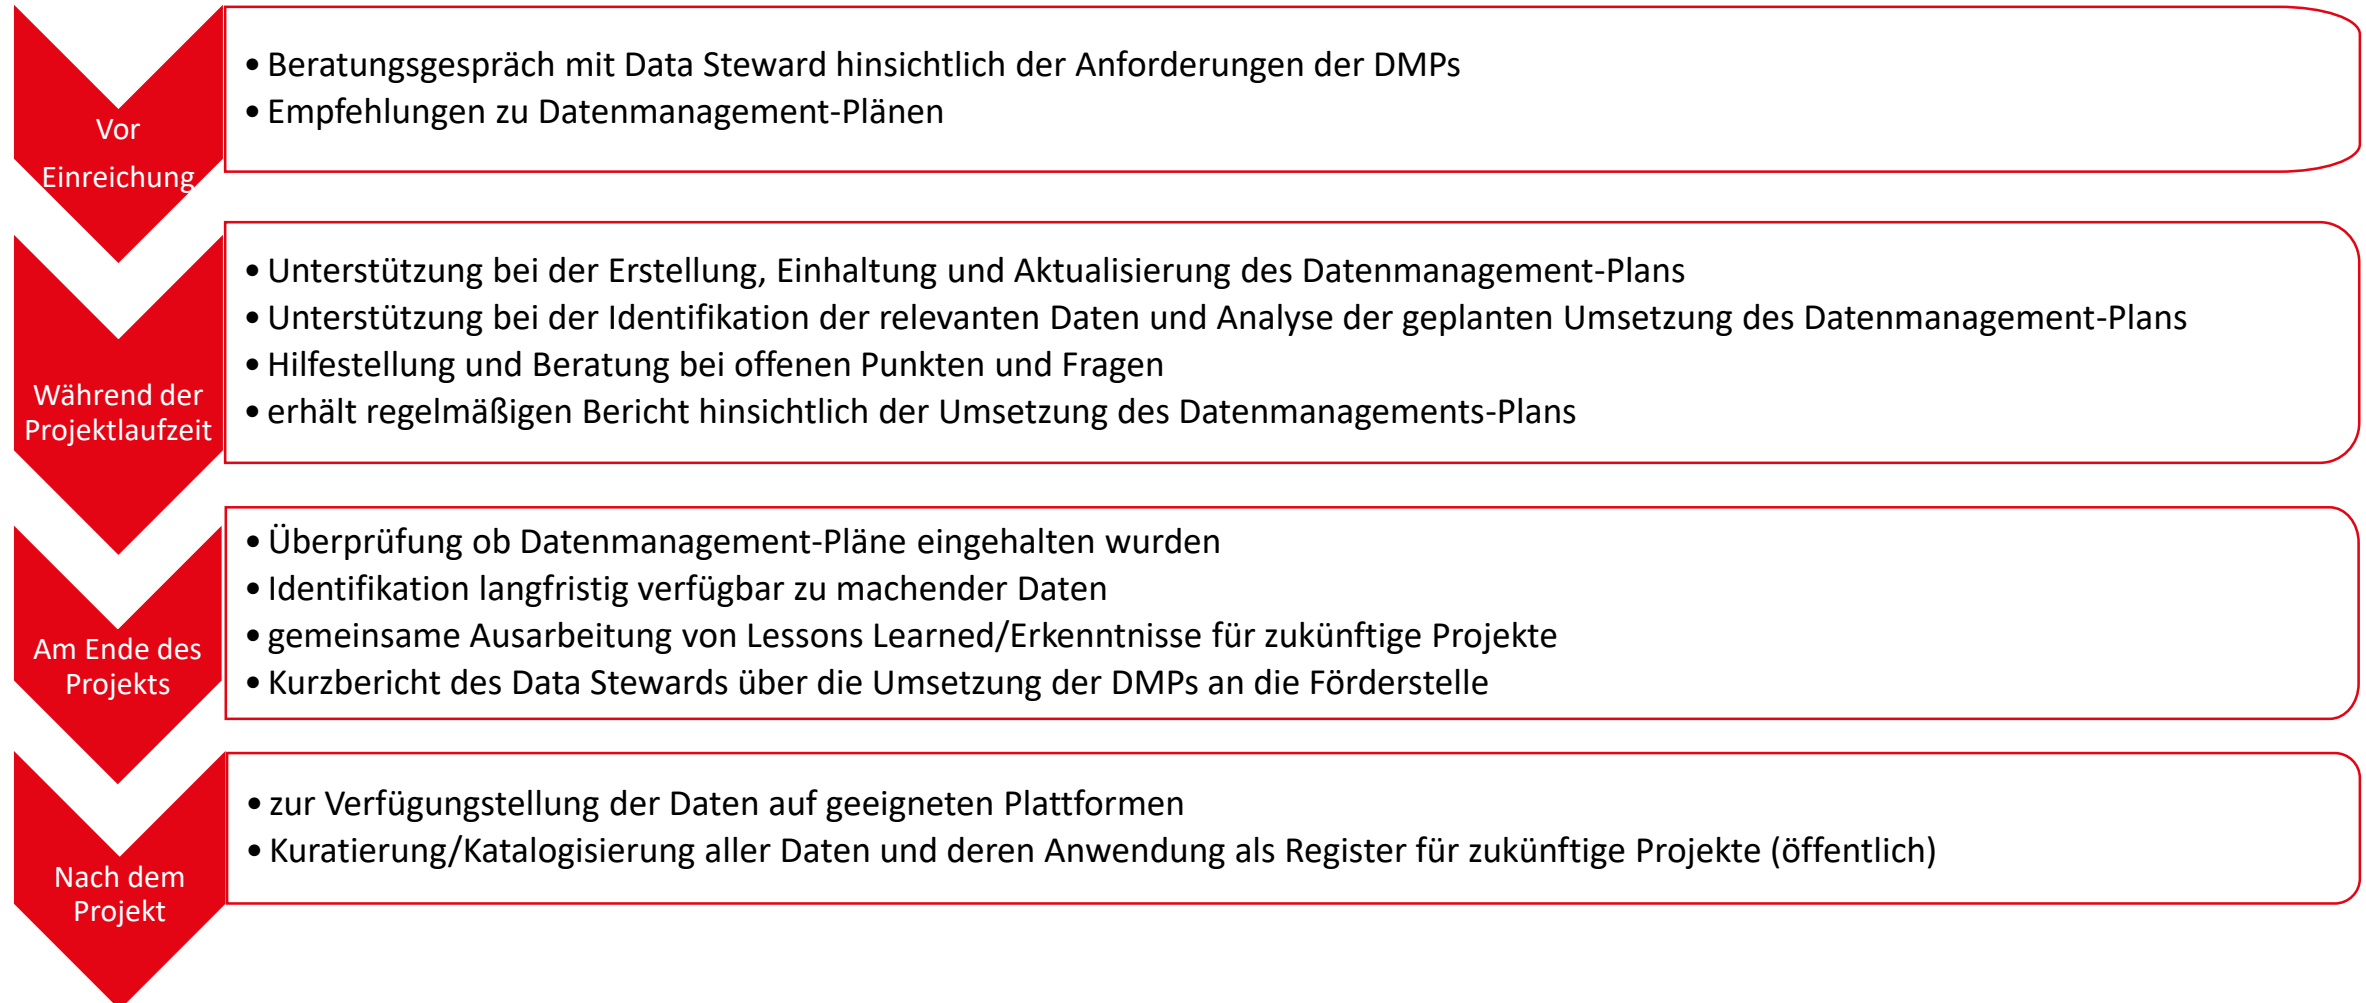 Vor
Einreichung
• Beratungsgespräch mit Data Steward hinsichtlich der Anforderungen der DMPs
• Empfehlungen zu Datenmanagement-Plänen
Während der
Projektlaufzeit
• Unterstützung bei der Erstellung, Einhaltung und Aktualisierung des Datenmanagement-Plans
• Unterstützung bei der Identifikation der relevanten Daten und Analyse der geplanten Umsetzung des Datenmanagement-Plans
• Hilfestellung und Beratung bei offenen Punkten und Fragen
• erhält regelmäßigen Bericht hinsichtlich der Umsetzung des Datenmanagements-Plans
Am Ende des
Projekts
• Überprüfung ob Datenmanagement-Pläne eingehalten wurden
• Identifikation langfristig verfügbar zu machender Daten
• gemeinsame Ausarbeitung von Lessons Learned/Erkenntnisse für zukünftige Projekte
• Kurzbericht des Data Stewards über die Umsetzung der DMPs an die Förderstelle
Nach dem
Projekt
• zur Verfügungstellung der Daten auf geeigneten Plattformen
• Kuratierung/Katalogisierung aller Daten und deren Anwendung als Register für zukünftige Projekte (öffentlich)